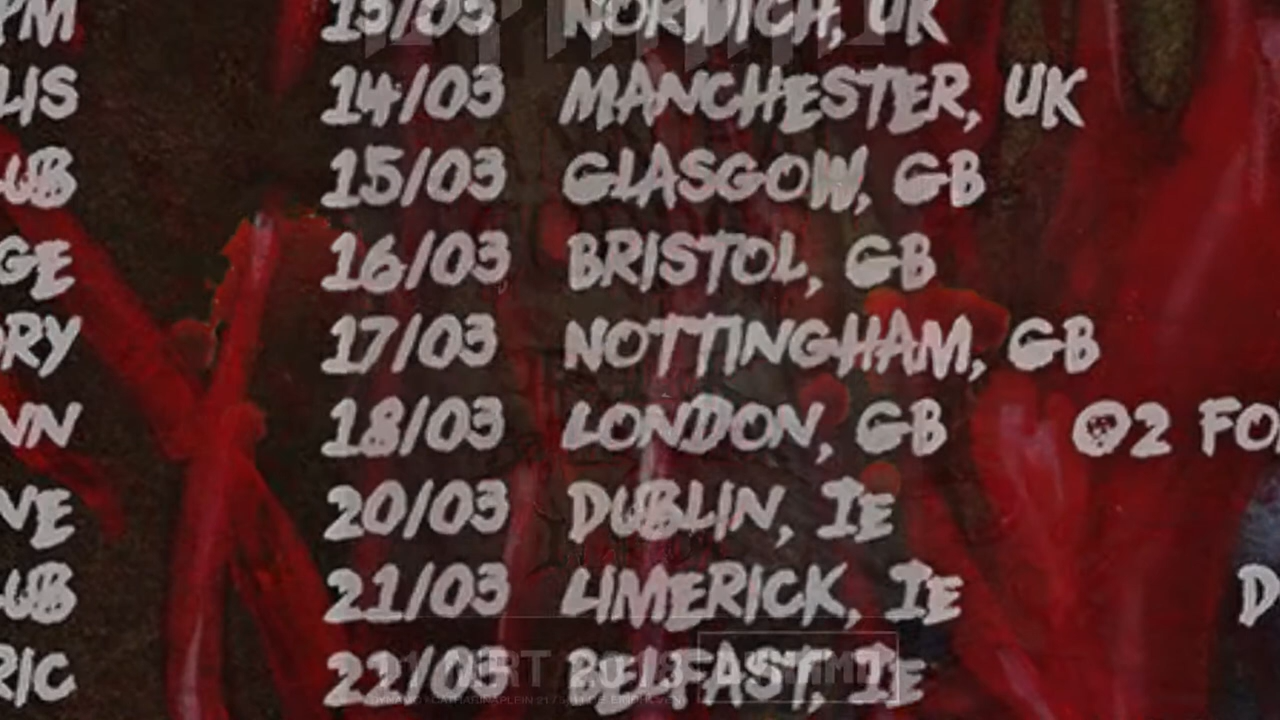 PM 13/03 NORWICH, UK
LIS 14/03 MANCHESTER, UK
UB 15/03 GLASGOW, GB
GE 16/03 BRISTOL, GB
ORY 17/03 NOTTINGHAM, GB
NN 18/03 LONDON, GB O2 FO
VE 20/03 DUBLIN, IE
UB 21/03 LIMERICK, IE D
RIC 22/03 BELFAST, IE